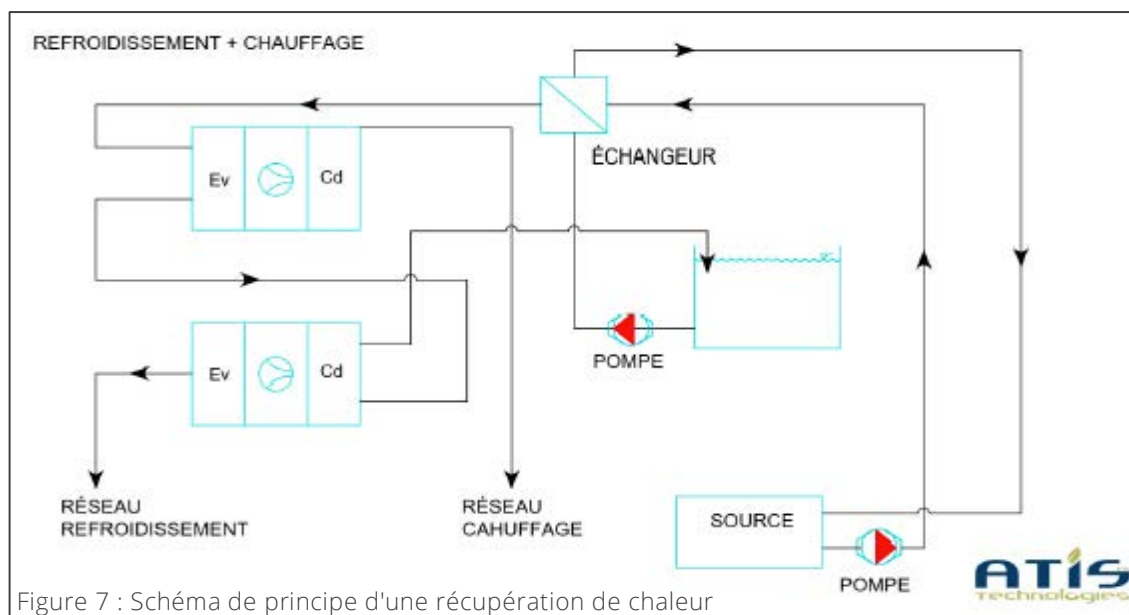 REFROIDISSEMENT + CHAUFFAGE
ÉCHANGEUR
Ev
Cd
POMPE
Ev
Cd
RÉSEAU
REFROIDISSEMENT
RÉSEAU
CAHUFFAGE
SOURCE
POMPE
ATIS
Technologies
Figure 7 : Schéma de principe d'une récupération de chaleur